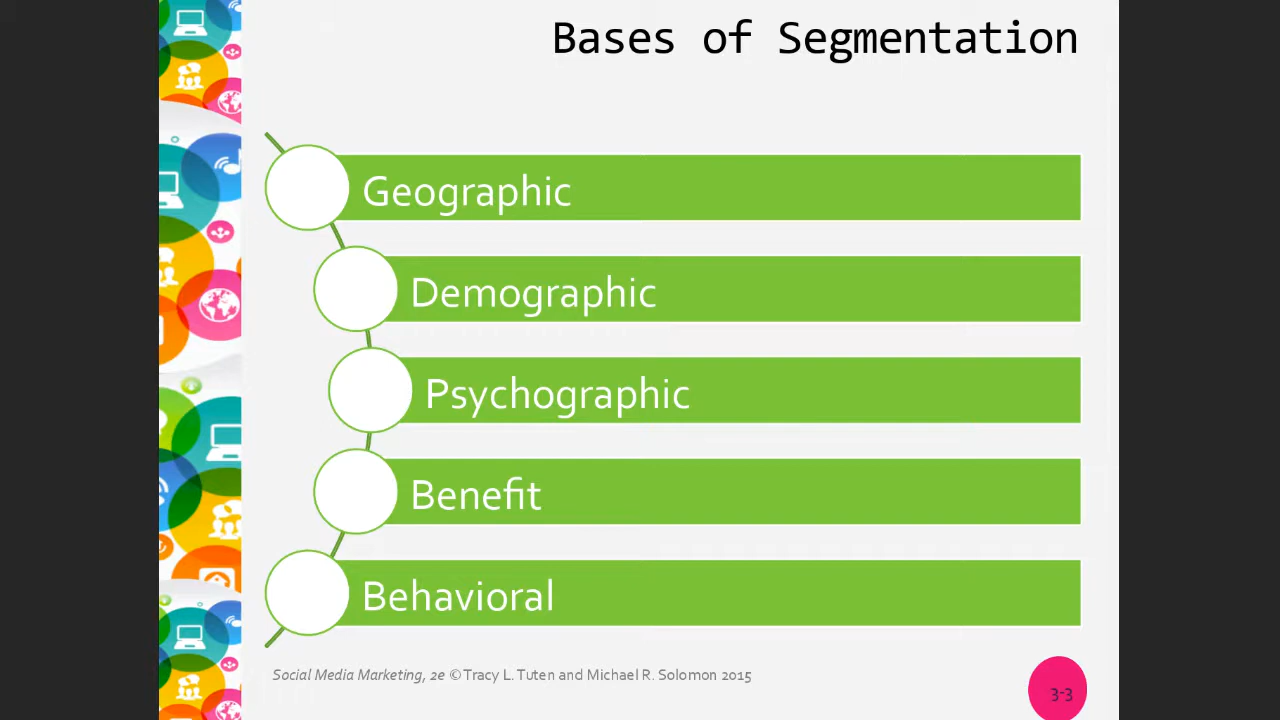 Bases of Segmentation
Geographic
Demographic
Psychographic
Benefit
Behavioral
Social Media Marketing, 2e © Tracy L. Tuten and Michael R. Solomon 2015
3-3